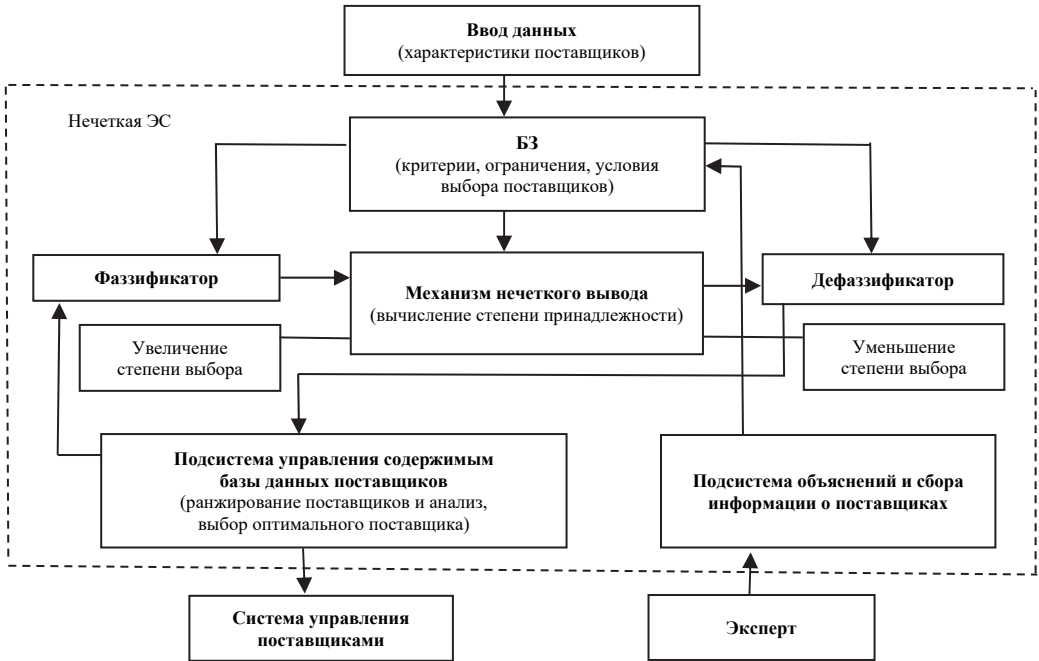 Ввод данных
(характеристики поставщиков)
Нечеткая ЭС
БЗ
(критерии, ограничения, условия
выбора поставщиков)
Фаззификатор
Механизм нечеткого вывода
(вычисление степени принадлежности)
Дефаззификатор
Увеличение
степени выбора
Уменьшение
степени выбора
Подсистема управления содержимым
базы данных поставщиков
(ранжирование поставщиков и анализ,
выбор оптимального поставщика)
Подсистема объяснений и сбора
информации о поставщиках
Система управления
поставщиками
Эксперт